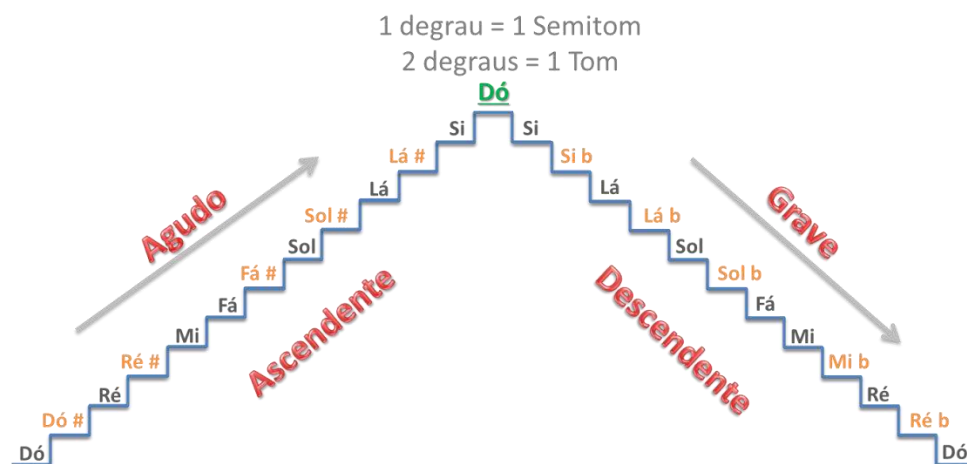 1 degrau = 1 Semitom
2 degraus = 1 Tom
Dó
Si
Si
Lá #
Si b
Lá
Lá
Sol #
Lá b
Sol
Sol
Fá #
Sol b
Fá
Fá
Mi
Mi
Ré #
Mi b
Ré
Ré
Dó #
Ré b
Dó
Dó
Agudo
Ascendente
Grave
Descendente